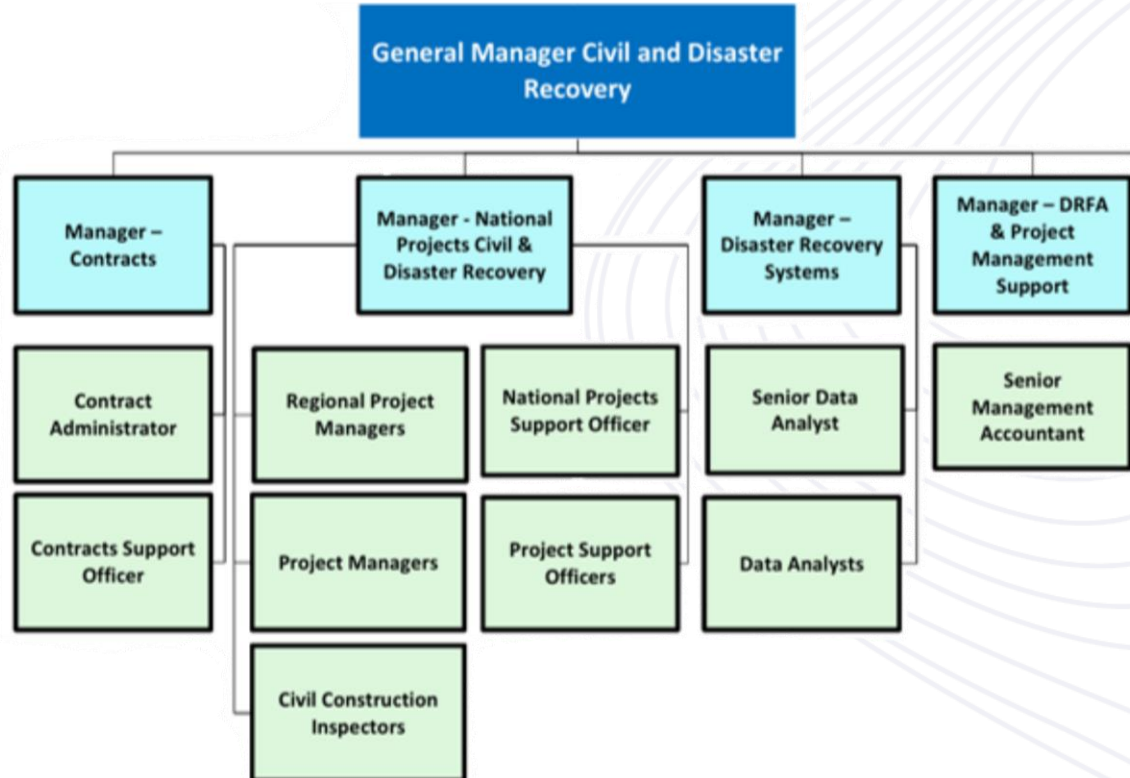 General Manager Civil and Disaster
Recovery
Manager –
Contracts
Manager - National
Projects Civil &
Disaster Recovery
Manager –
Disaster Recovery
Systems
Manager – DRFA
& Project
Management
Support
Contract
Administrator
Regional Project
Managers
National Projects
Support Officer
Senior Data
Analyst
Senior
Management
Accountant
Contracts Support
Officer
Project Managers
Project Support
Officers
Data Analysts
Civil Construction
Inspectors